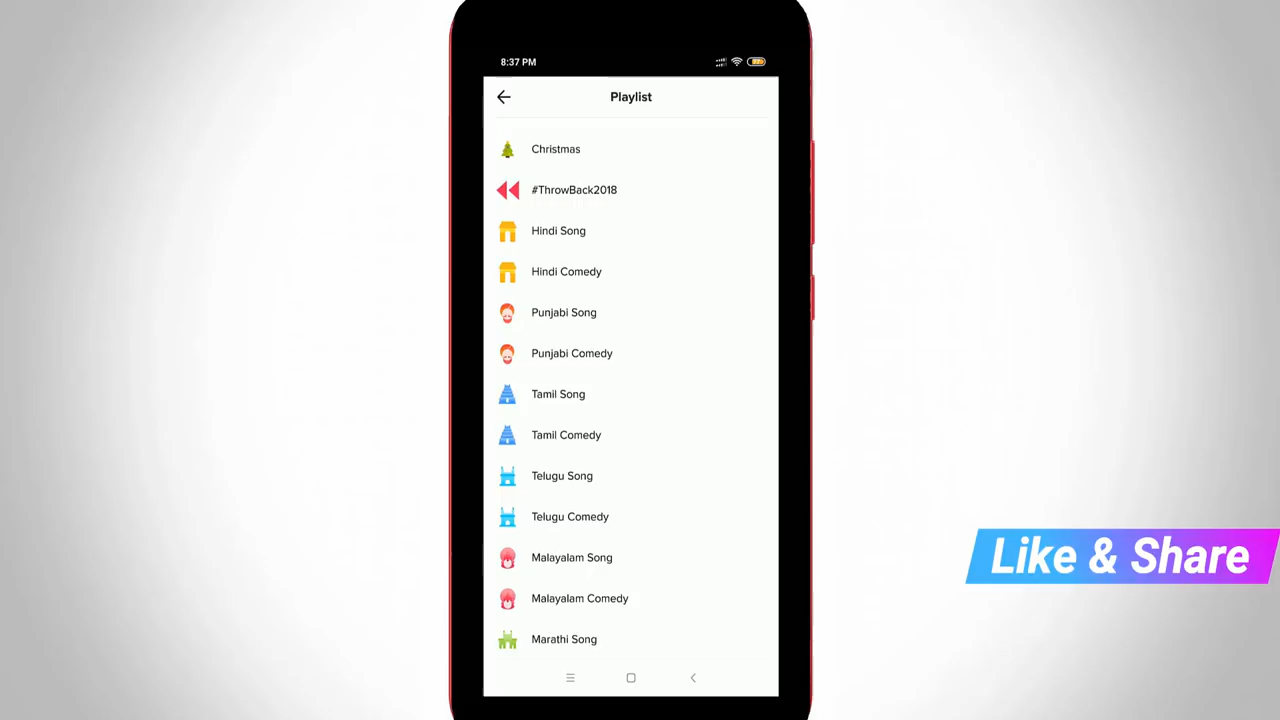 8:37 PM
Playlist
Christmas
#ThrowBack2018
Hindi Song
Hindi Comedy
Punjabi Song
Punjabi Comedy
Tamil Song
Tamil Comedy
Telugu Song
Telugu Comedy
Malayalam Song
Malayalam Comedy
Marathi Song
Like & Share